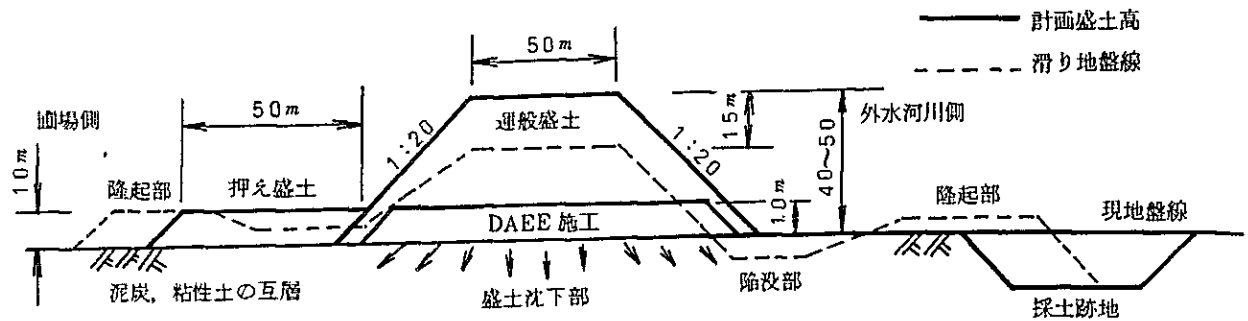 計画盛土高
滑り地盤線
50m
圃場側
50m
1:20
運般盛土
15m
1:20
40~50
外水河川側
10m
隆起部
押え盛土
DAEE 施工
1.0m
隆起部
現地盤線
泥炭,粘性土の互層
盛土沈下部
陥没部
採土跡地